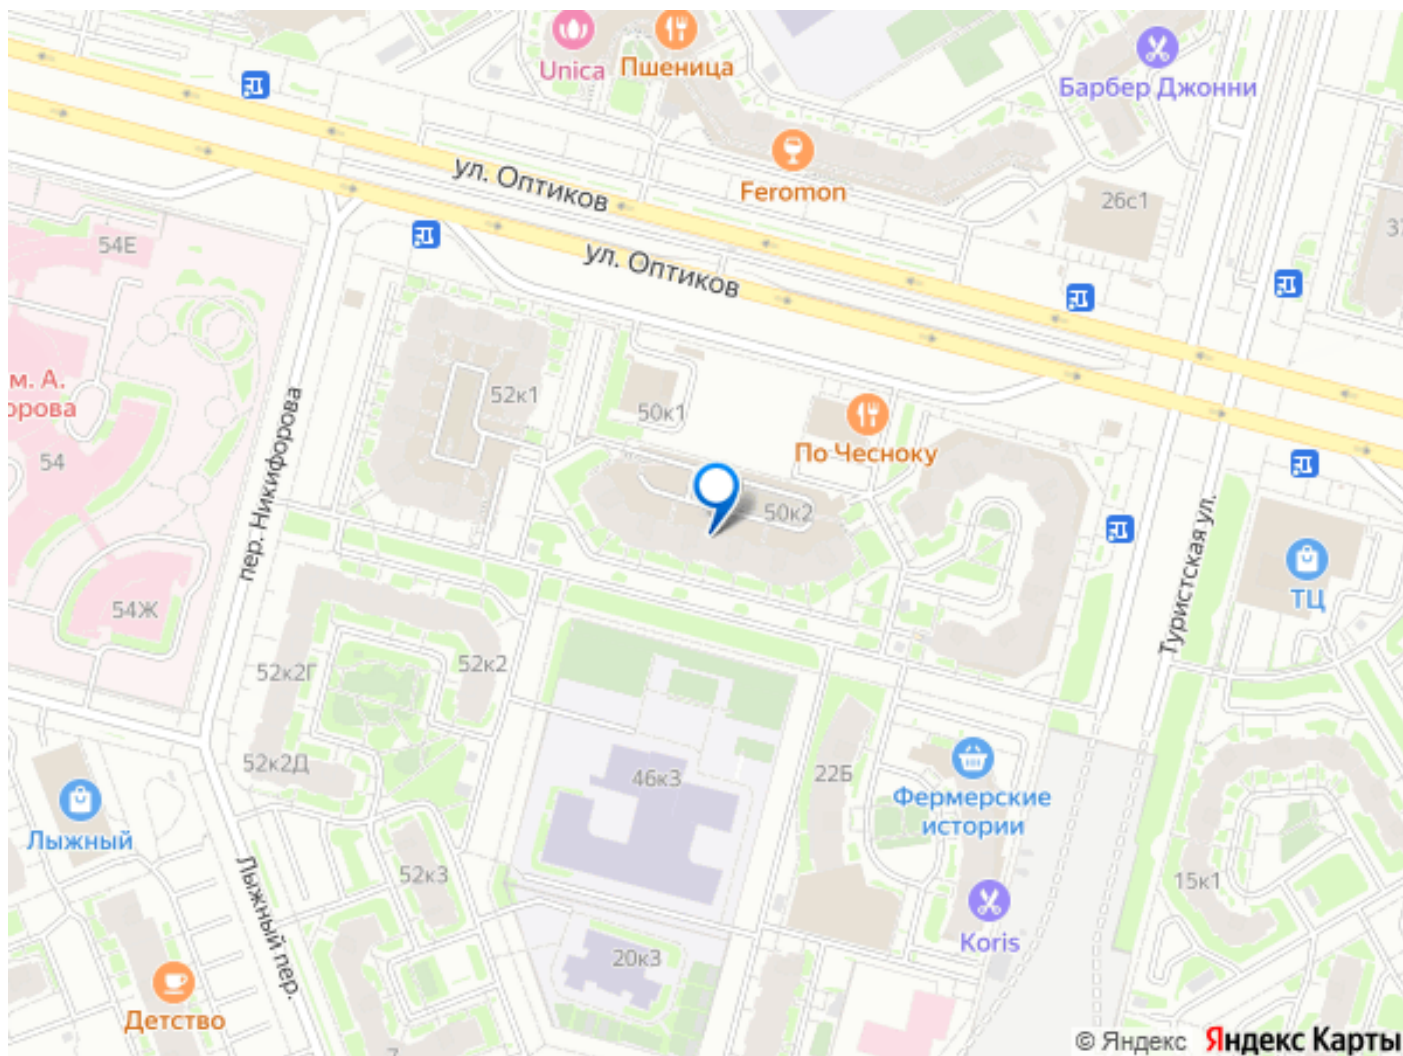 Unica
Пшеница
Барбер Джонни
Feromon
ул. Оптиков
26с1
54Е
ул. Оптиков
м. А.
орова
52к1
50к1
По Чесноку
54
пер. Никифорова
50к2
Туристская ул.
ТЦ
54Ж
52к2Г
52к2
52к2Д
46к3
22Б
Фермерские
истории
Лыжный
52к3
15к1
Лыжный пер.
Koris
20к3
Детство
7
© Яндекс Яндекс Карты